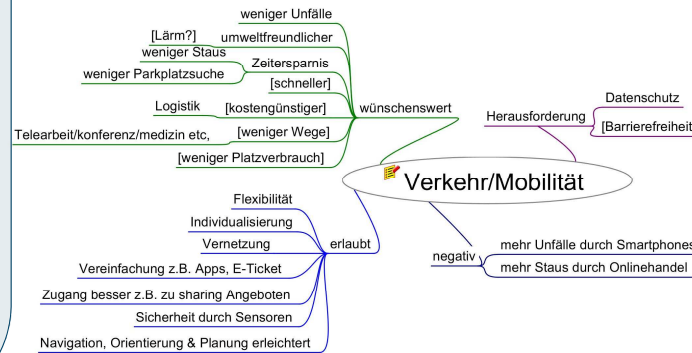 weniger Unfälle
[Lärm?]
umweltfreundlicher
weniger Staus
Zeitersparnis
weniger Parkplatzsuche
[schneller]
Logistik
[kostengünstiger]
wünschenswert
Telearbeit/konferenz/medizin etc,
[weniger Wege]
[weniger Platzverbrauch]
Herausforderung
Datenschutz
[Barrierefreiheit
Verkehr/Mobilität
Flexibilität
Individualisierung
Vernetzung
erlaubt
Vereinfachung z.B. Apps, E-Ticket
Zugang besser z.B. zu sharing Angeboten
Sicherheit durch Sensoren
Navigation, Orientierung & Planung erleichtert
negativ
mehr Unfälle durch Smartphones
mehr Staus durch Onlinehandel